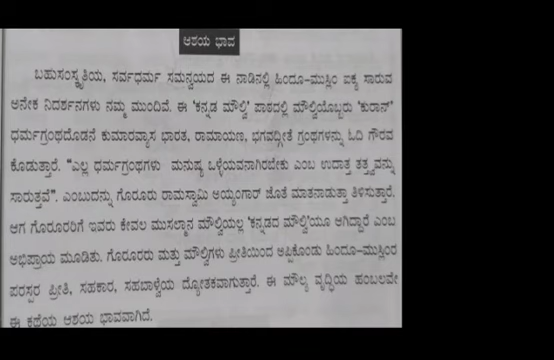 ಆಶಯ ಭಾವ
ಬಹುಸಂಸ್ಕೃತಿಯ, ಸರ್ವಧರ್ಮ ಸಮನ್ವಯದ ಈ ನಾಡಿನಲ್ಲಿ ಹಿಂದೂ-ಮುಸ್ಲಿಂ ಐಕ್ಯ ಸಾರುವ
ಅನೇಕ ನಿದರ್ಶನಗಳು ನಮ್ಮ ಮುಂದಿವೆ. ಈ 'ಕನ್ನಡ ಮೌಲ್ವಿ' ಪಾಠದಲ್ಲಿ ಮೌಲ್ವಿಯೊಬ್ಬರು 'ಕುರಾನ್'
ಧರ್ಮಗ್ರಂಥದೊಡನೆ ಕುಮಾರವ್ಯಾಸ ಭಾರತ, ರಾಮಾಯಣ, ಭಗವದ್ಗೀತೆ ಗ್ರಂಥಗಳನ್ನು ಓದಿ ಗೌರವ
ಕೊಡುತ್ತಾರೆ. "ಎಲ್ಲ ಧರ್ಮಗ್ರಂಥಗಳು ಮನುಷ್ಯ ಒಳ್ಳೆಯವನಾಗಿರಬೇಕು ಎಂಬ ಉದಾತ್ತ ತತ್ತ್ವವನ್ನು
ಸಾರುತ್ತವೆ". ಎಂಬುದನ್ನು ಗೊರೂರು ರಾಮಸ್ವಾಮಿ ಅಯ್ಯಂಗಾರ್ ಜೊತೆ ಮಾತನಾಡುತ್ತಾ ತಿಳಿಸುತ್ತಾರೆ.
ಆಗ ಗೊರೂರರಿಗೆ ಇವರು ಕೇವಲ ಮುಸಲ್ಮಾನ ಮೌಲ್ವಿಯಲ್ಲ 'ಕನ್ನಡದ ಮೌಲ್ವಿ'ಯೂ ಆಗಿದ್ದಾರೆ ಎಂಬ
ಅಭಿಪ್ರಾಯ ಮೂಡಿತು. ಗೊರೂರರು ಮತ್ತು ಮೌಲ್ವಿಗಳು ಪ್ರೀತಿಯಿಂದ ಅಪ್ಪಿಕೊಂಡು ಹಿಂದೂ-ಮುಸ್ಲಿಂರ
ಪರಸ್ಪರ ಪ್ರೀತಿ, ಸಹಕಾರ, ಸಹಬಾಳ್ವೆಯ ದ್ಯೋತಕವಾಗುತ್ತಾರೆ. ಈ ಮೌಲ್ಯ ವೃದ್ಧಿಯ ಹಂಬಲವೇ
ಈ ಕಥೆಯ ಆಶಯ ಭಾವವಾಗಿದೆ.